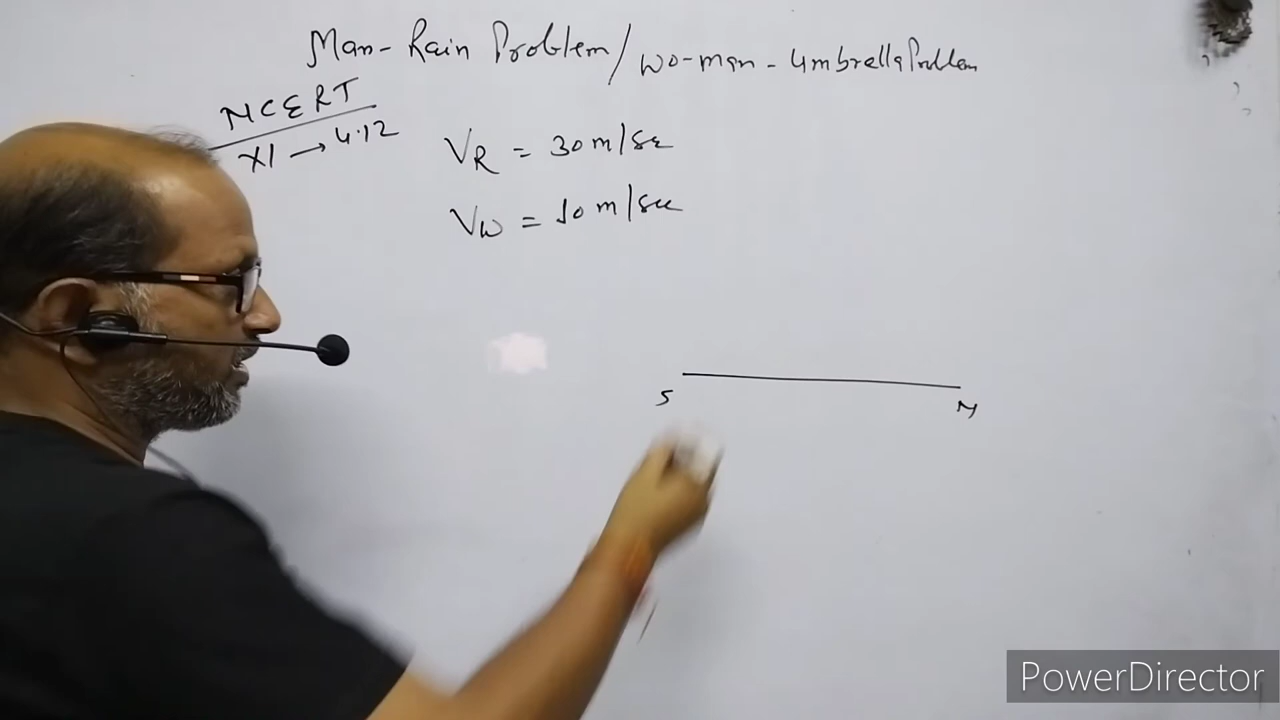 Man-Rain Problem/Wo-man-Umbrella Problem
NCERT
XI → 4.12
VR = 30 m/sec
VW = 10 m/sec
S N
PowerDirector